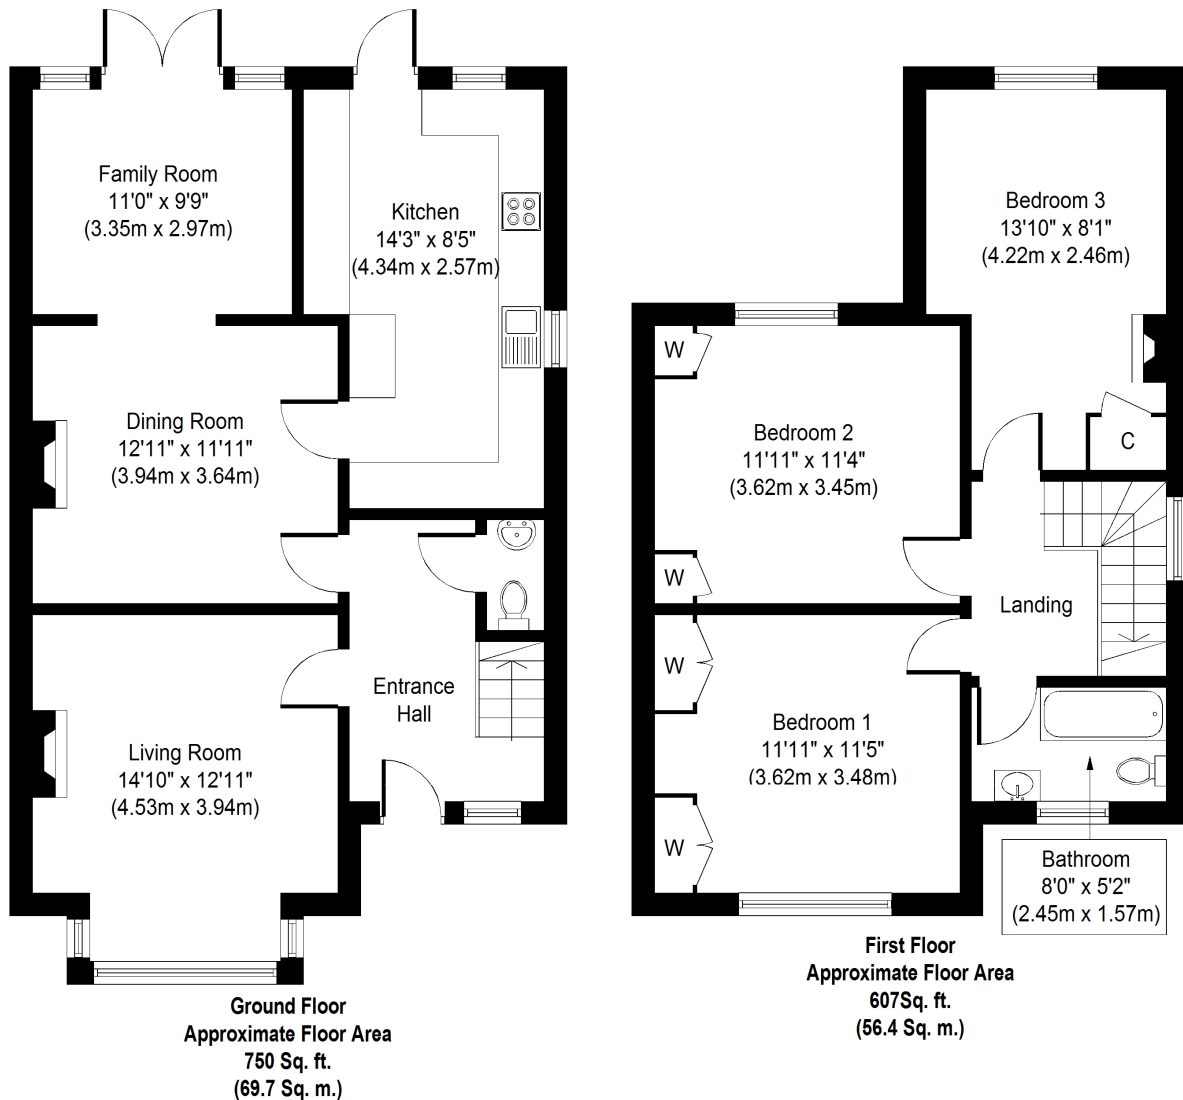 Family Room
11'0" x 9'9"
(3.35m x 2.97m)
Kitchen
14'3" x 8'5"
(4.34m x 2.57m)
Dining Room
12'11" x 11'11"
(3.94m x 3.64m)
Entrance
Hall
Living Room
14'10" x 12'11"
(4.53m x 3.94m)
Ground Floor
Approximate Floor Area
750 Sq. ft.
(69.7 Sq. m.)
Bedroom 3
13'10" x 8'1"
(4.22m x 2.46m)
W
Bedroom 2
11'11" x 11'4"
(3.62m x 3.45m)
C
W
Landing
W
Bedroom 1
11'11" x 11'5"
(3.62m x 3.48m)
W
Bathroom
8'0" x 5'2"
(2.45m x 1.57m)
First Floor
Approximate Floor Area
607Sq. ft.
(56.4 Sq. m.)